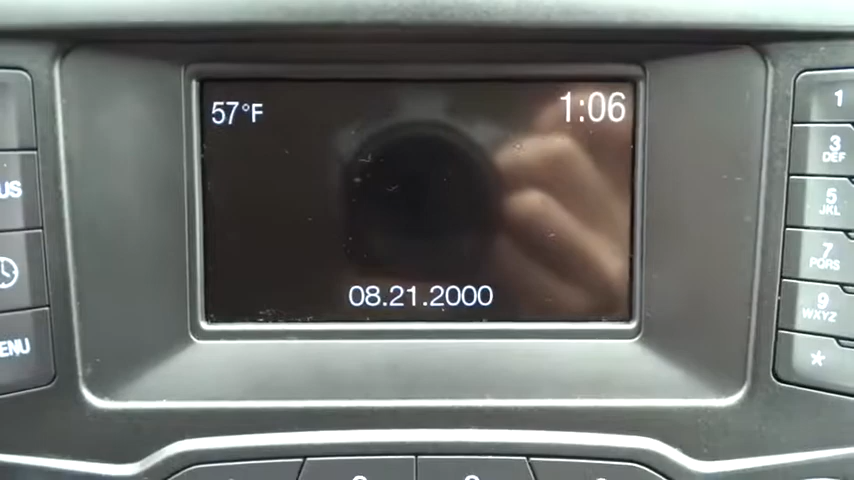 57°F 1:06
08.21.2000
US
ENU
1
3 DEF
5 JKL
7 PQRS
9 WXYZ
*